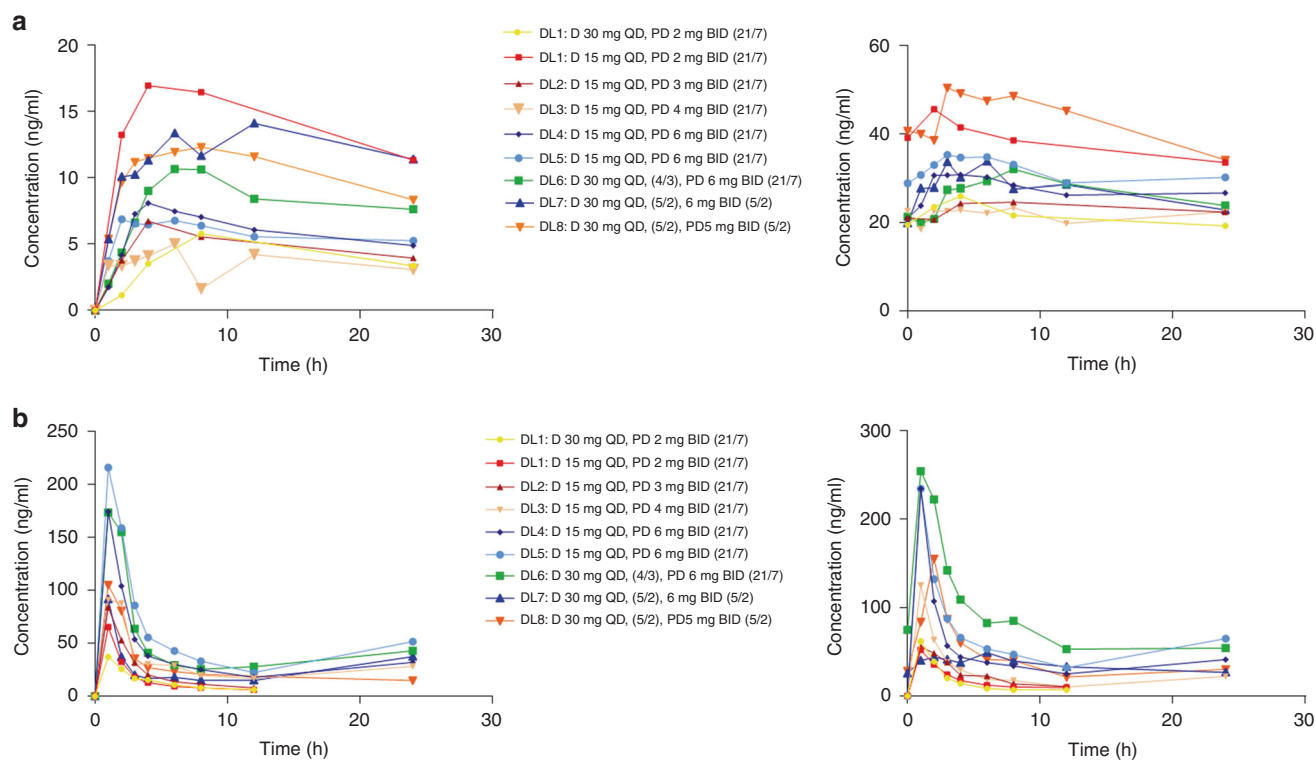 a
20
15
10
5
0
Concentration (ng/ml)
0
10
20
30
Time (h)
DL1: D 30 mg QD, PD 2 mg BID (21/7)
DL1: D 15 mg QD, PD 2 mg BID (21/7)
DL2: D 15 mg QD, PD 3 mg BID (21/7)
DL3: D 15 mg QD, PD 4 mg BID (21/7)
DL4: D 15 mg QD, PD 6 mg BID (21/7)
DL5: D 15 mg QD, PD 6 mg BID (21/7)
DL6: D 30 mg QD, (4/3), PD 6 mg BID (21/7)
DL7: D 30 mg QD, (5/2), 6 mg BID (5/2)
DL8: D 30 mg QD, (5/2), PD5 mg BID (5/2)
60
40
20
0
Concentration (ng/ml)
0
10
20
30
Time (h)
b
250
200
150
100
50
0
Concentration (ng/ml)
0
10
20
30
Time (h)
DL1: D 30 mg QD, PD 2 mg BID (21/7)
DL1: D 15 mg QD, PD 2 mg BID (21/7)
DL2: D 15 mg QD, PD 3 mg BID (21/7)
DL3: D 15 mg QD, PD 4 mg BID (21/7)
DL4: D 15 mg QD, PD 6 mg BID (21/7)
DL5: D 15 mg QD, PD 6 mg BID (21/7)
DL6: D 30 mg QD, (4/3), PD 6 mg BID (21/7)
DL7: D 30 mg QD, (5/2), 6 mg BID (5/2)
DL8: D 30 mg QD, (5/2), PD5 mg BID (5/2)
300
200
100
0
Concentration (ng/ml)
0
10
20
30
Time (h)